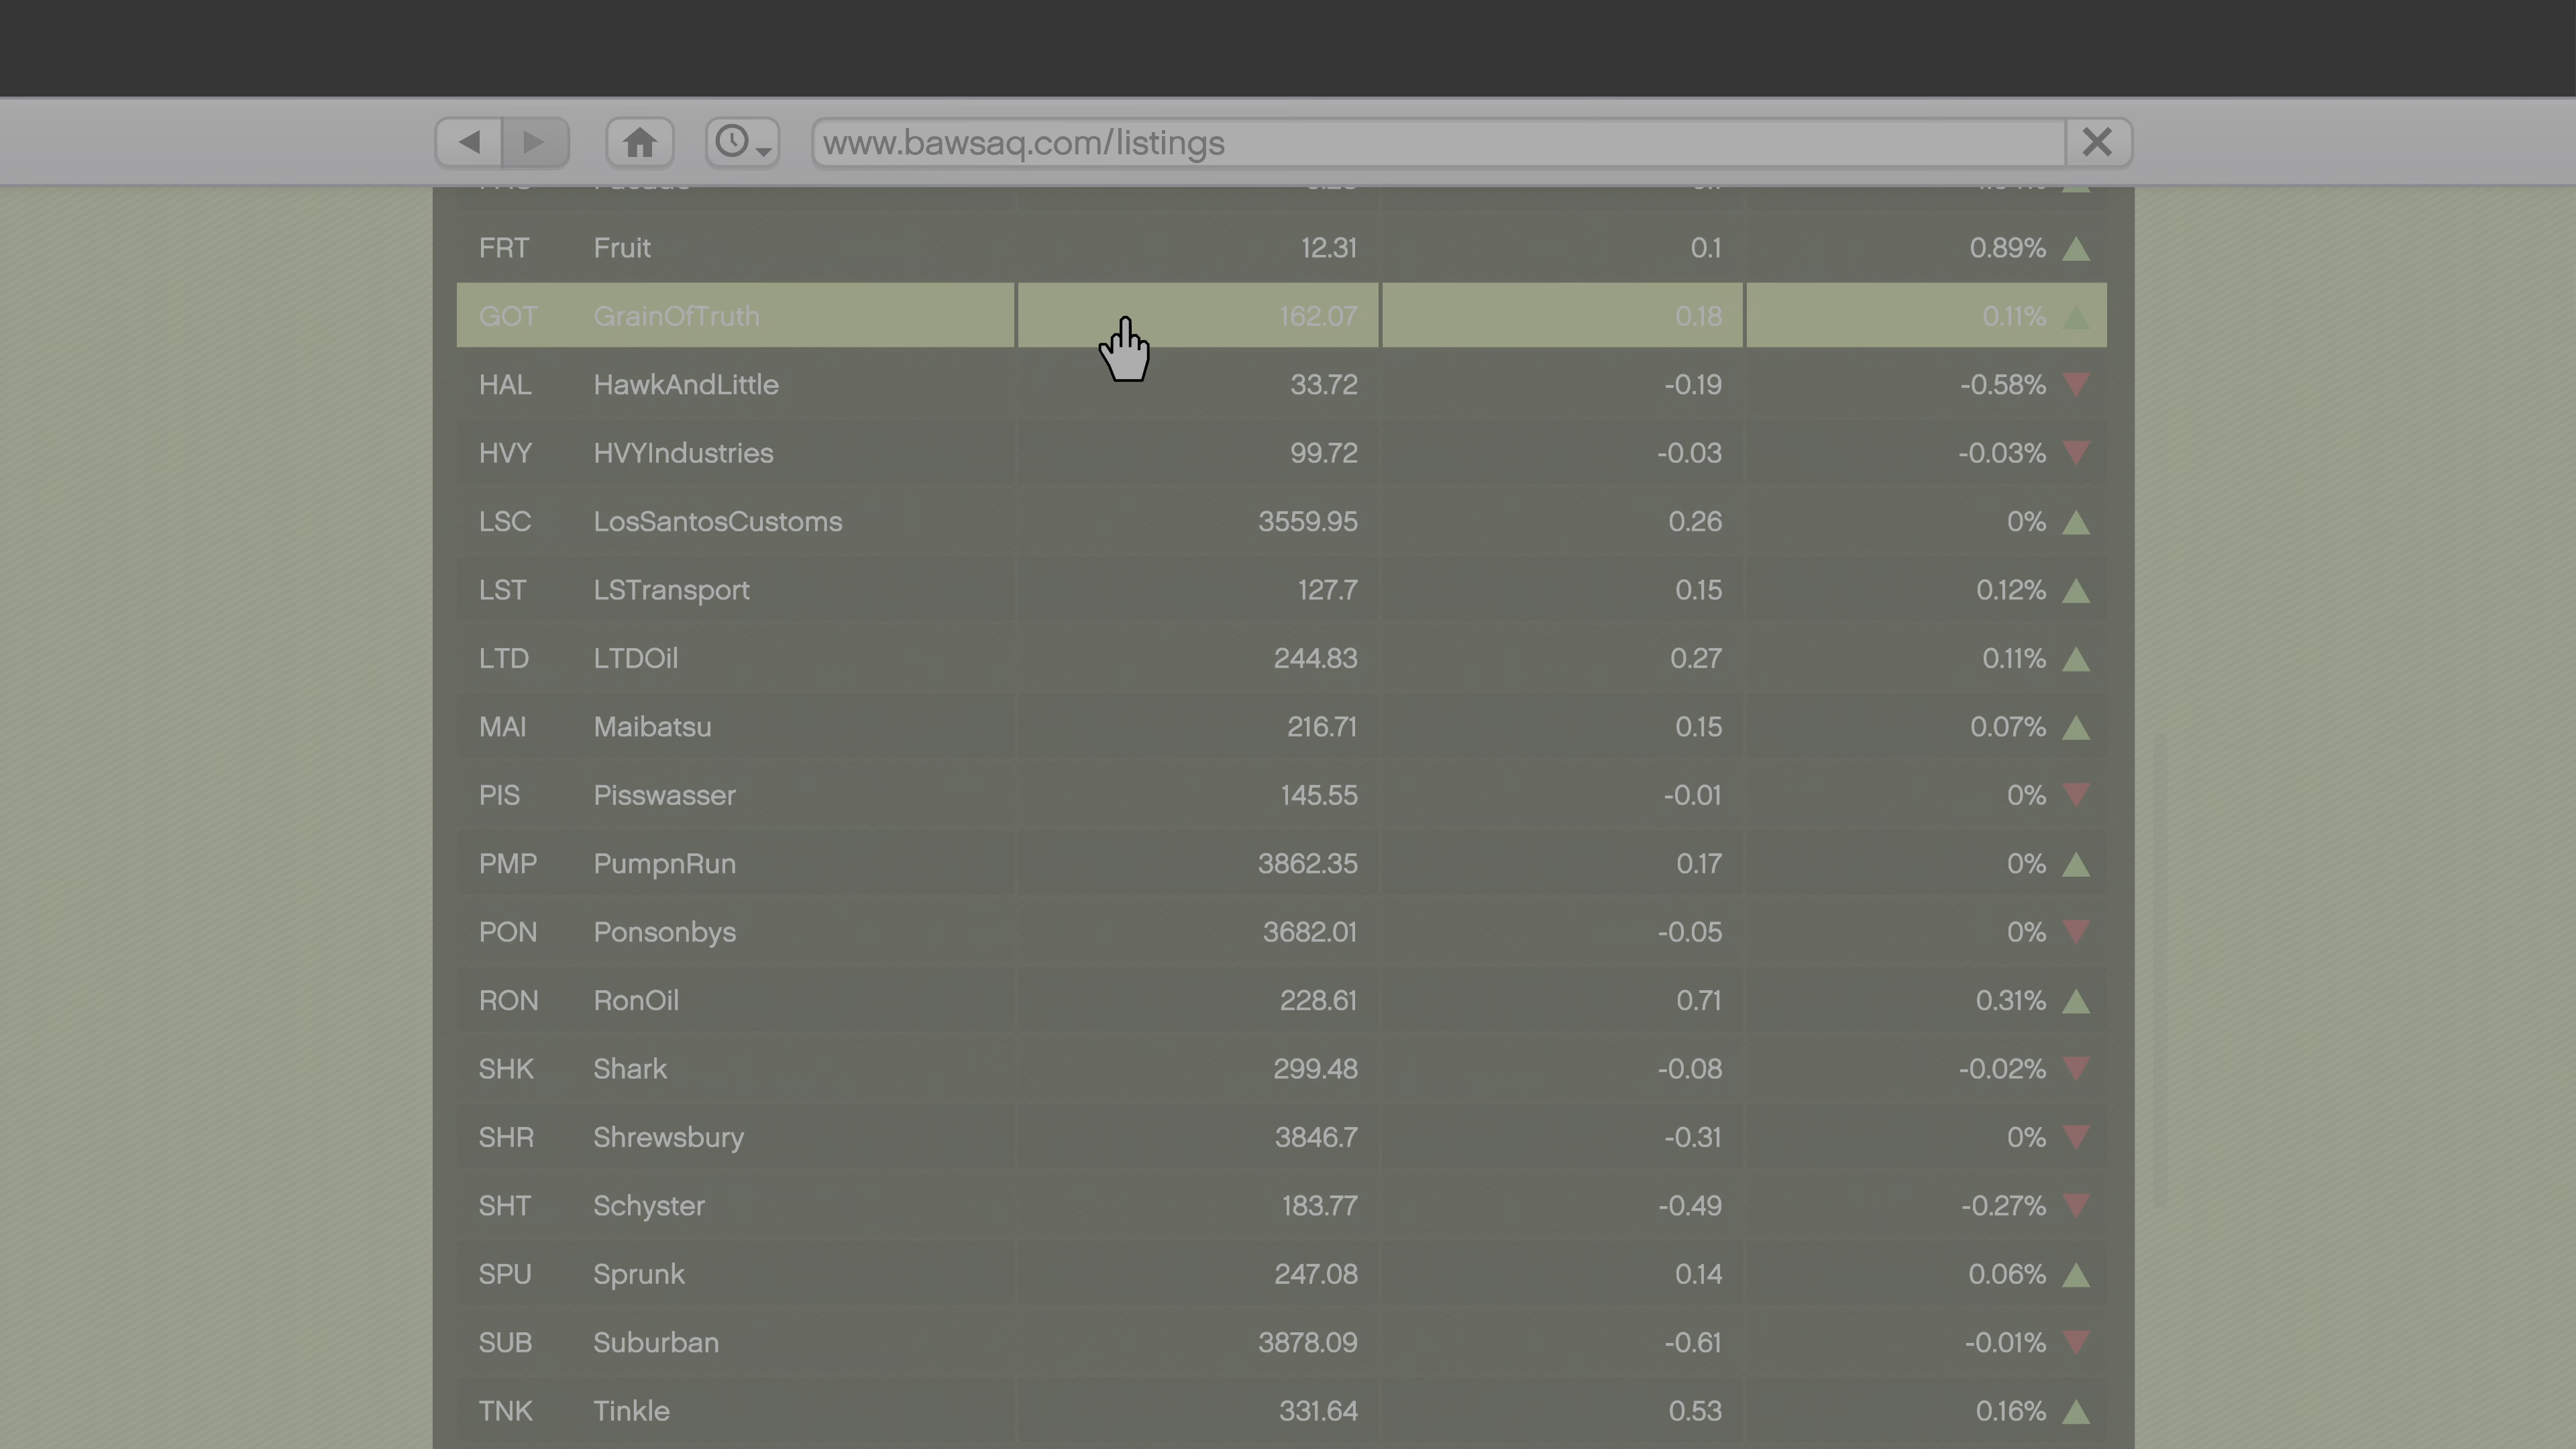 www.bawsaq.com/listings
FRT Fruit 12.31 0.1 0.89%
GOT GrainOfTruth 162.07 0.18 0.11%
HAL HawkAndLittle 33.72 -0.19 -0.58%
HVY HVYIndustries 99.72 -0.03 -0.03%
LSC LosSantosCustoms 3559.95 0.26 0%
LST LSTransport 127.7 0.15 0.12%
LTD LTDOil 244.83 0.27 0.11%
MAI Maibatsu 216.71 0.15 0.07%
PIS Pisswasser 145.55 -0.01 0%
PMP PumpnRun 3862.35 0.17 0%
PON Ponsonbys 3682.01 -0.05 0%
RON RonOil 228.61 0.71 0.31%
SHK Shark 299.48 -0.08 -0.02%
SHR Shrewsbury 3846.7 -0.31 0%
SHT Schyster 183.77 -0.49 -0.27%
SPU Sprunk 247.08 0.14 0.06%
SUB Suburban 3878.09 -0.61 -0.01%
TNK Tinkle 331.64 0.53 0.16%